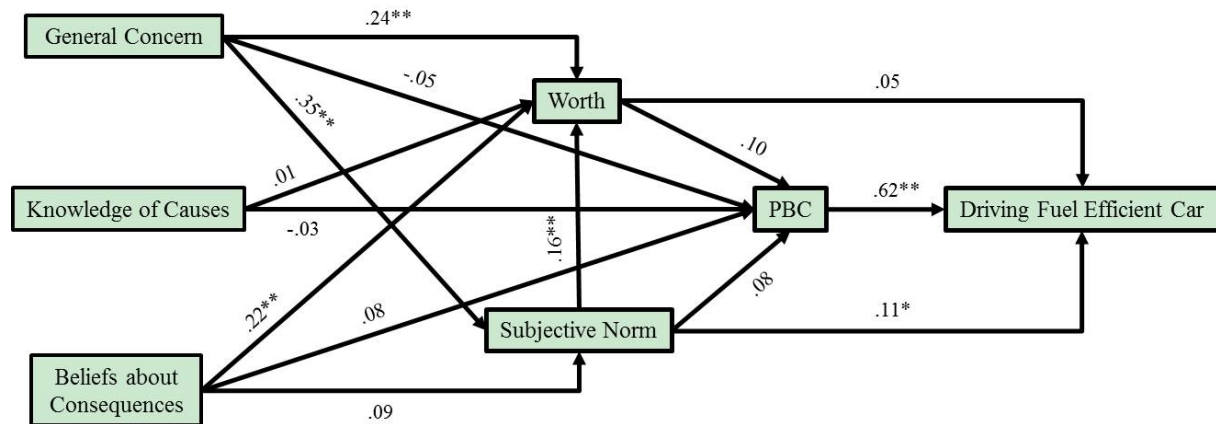 General Concern
.24**
-.05
.35**
Worth
.05
.10
.01
Knowledge of Causes
-.03
PBC
.62**
Driving Fuel Efficient Car
.16**
.22**
.08
.08
Subjective Norm
.11*
Beliefs about
Consequences
.09